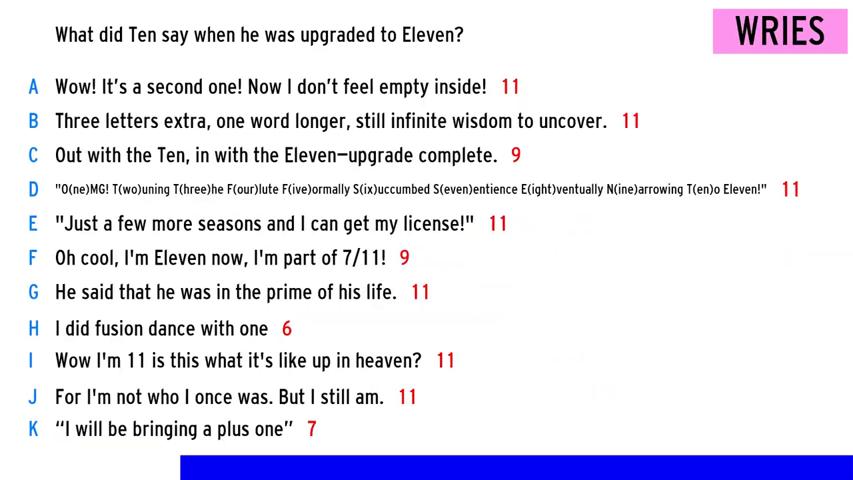 What did Ten say when he was upgraded to Eleven?
WRIES
A Wow! It's a second one! Now I don't feel empty inside! 11
B Three letters extra, one word longer, still infinite wisdom to uncover. 11
C Out with the Ten, in with the Eleven—upgrade complete. 9
D "O(ne)MG! T(wo)uning T(hree)he F(our)lute F(ive)ormally S(ix)uccumbed S(even)entience E(ight)ventually N(ine)arrowing T(en)o Eleven!" 11
E "Just a few more seasons and I can get my license!" 11
F Oh cool, I'm Eleven now, I'm part of 7/11! 9
G He said that he was in the prime of his life. 11
H I did fusion dance with one 6
I Wow I'm 11 is this what it's like up in heaven? 11
J For I'm not who I once was. But I still am. 11
K “I will be bringing a plus one” 7